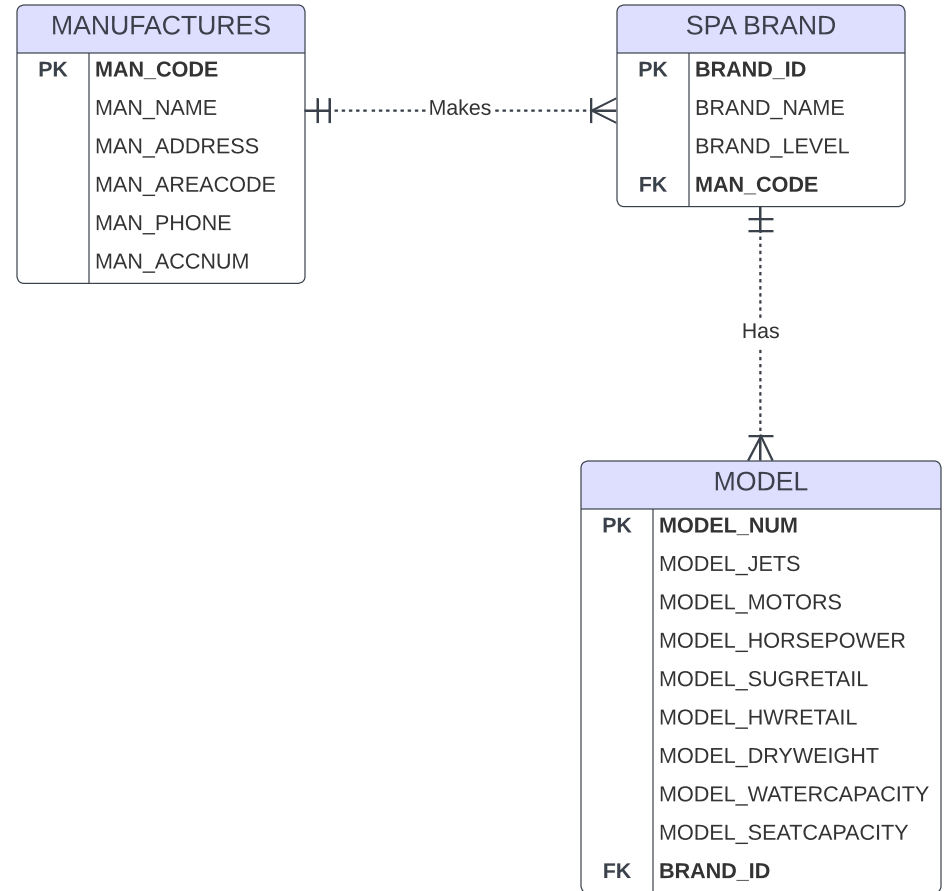 MANUFACTURES
PK MAN_CODE
MAN_NAME
MAN_ADDRESS
MAN_AREACODE
MAN_PHONE
MAN_ACCNUM
Makes
SPA BRAND
PK BRAND_ID
BRAND_NAME
BRAND_LEVEL
FK MAN_CODE
Has
MODEL
PK MODEL_NUM
MODEL_JETS
MODEL_MOTORS
MODEL_HORSEPOWER
MODEL_SUGRETAIL
MODEL_HWRETAIL
MODEL_DRYWEIGHT
MODEL_WATERCAPACITY
MODEL_SEATCAPACITY
FK BRAND_ID